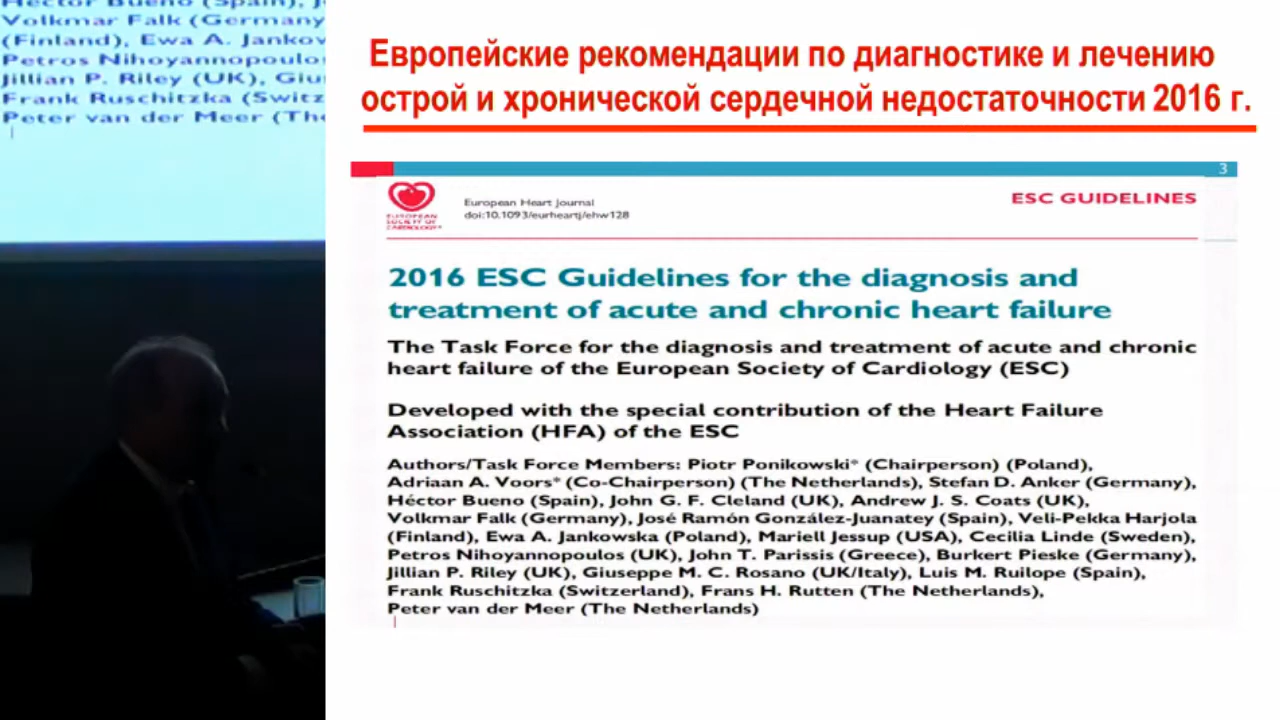 Héctor Bueno (Spain), J
Volkmar Falk (Germany
(Finland), Ewa A. Jankov
Petros Nihoyannopoulo
Jillian P. Riley (UK), Giu
Frank Ruschitzka (Switz
Peter van der Meer (The
Европейские рекомендации по диагностике и лечению
острой и хронической сердечной недостаточности 2016 г.
3
EUROPEAN
SOCIETY OF
CARDIOLOGY®
European Heart Journal
doi:10.1093/eurheartj/ehw128
ESC GUIDELINES
2016 ESC Guidelines for the diagnosis and
treatment of acute and chronic heart failure
The Task Force for the diagnosis and treatment of acute and chronic
heart failure of the European Society of Cardiology (ESC)
Developed with the special contribution of the Heart Failure
Association (HFA) of the ESC
Authors/Task Force Members: Piotr Ponikowski* (Chairperson) (Poland),
Adriaan A. Voors* (Co-Chairperson) (The Netherlands), Stefan D. Anker (Germany),
Héctor Bueno (Spain), John G. F. Cleland (UK), Andrew J. S. Coats (UK),
Volkmar Falk (Germany), José Ramón González-Juanatey (Spain), Veli-Pekka Harjola
(Finland), Ewa A. Jankowska (Poland), Mariell Jessup (USA), Cecilia Linde (Sweden),
Petros Nihoyannopoulos (UK), John T. Parissis (Greece), Burkert Pieske (Germany),
Jillian P. Riley (UK), Giuseppe M. C. Rosano (UK/Italy), Luis M. Ruilope (Spain),
Frank Ruschitzka (Switzerland), Frans H. Rutten (The Netherlands),
Peter van der Meer (The Netherlands)